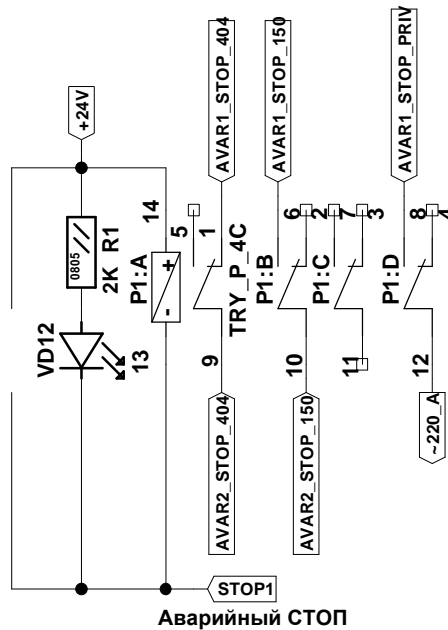 +24V
AVAR1_STOP_404
AVAR1_STOP_150
AVAR1_STOP_PRIV
14
5
1
6
2
7
3
8
4
0805
2K R1
P1:A
+
-
TRY_P_4C
P1:B
P1:C
P1:D
VD12
13
9
10
11
12
AVAR2_STOP_404
AVAR2_STOP_150
~220_A
STOP1
Аварийный СТОП